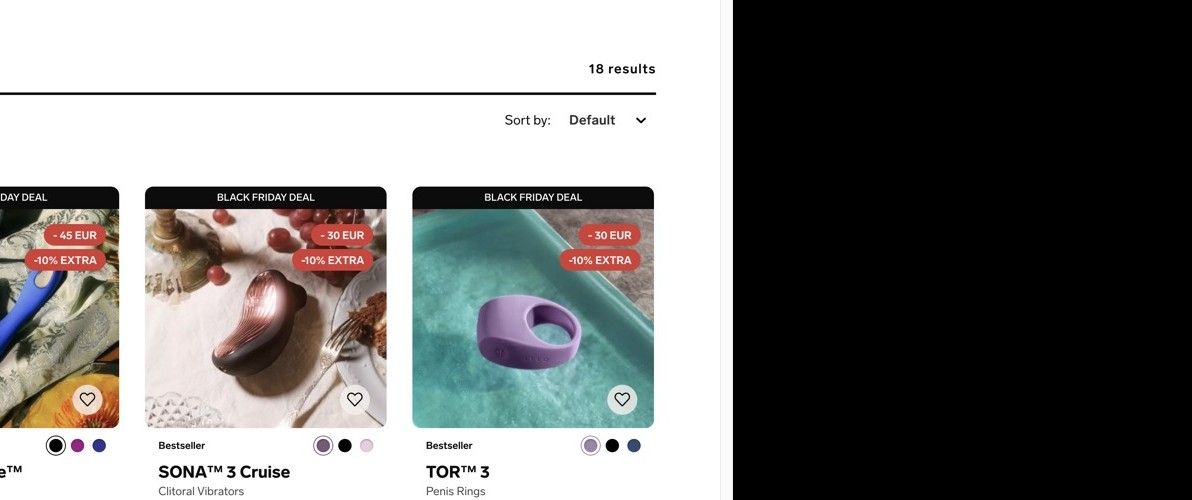 18 results
Sort by: Default
DAY DEAL
BLACK FRIDAY DEAL
BLACK FRIDAY DEAL
- 45 EUR
- 30 EUR
- 30 EUR
-10% EXTRA
-10% EXTRA
-10% EXTRA
Bestseller
Bestseller
e™
SONA™ 3 Cruise
TOR™ 3
Clitoral Vibrators
Penis Rings